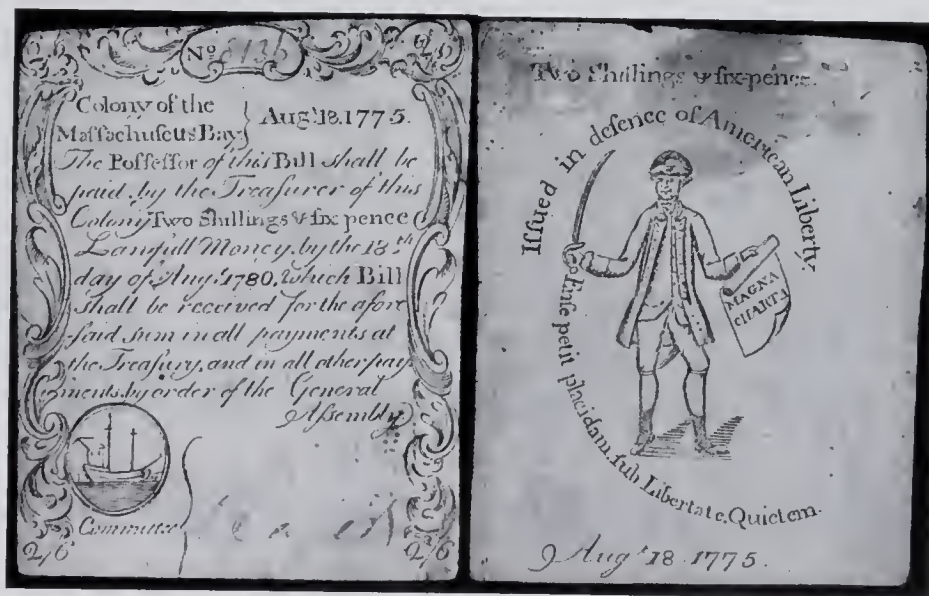 No
Colony of the
Massachusetts Bay } Augt. 18. 1775.
The Possessor of this Bill shall be
paid by the Treasurer of this
Colony Two Shillings & six pence
Lawfull Money, by the 18th
day of Augt. 1780. which Bill
shall be received for the afore
said sum in all payments at
the Treasury, and in all other pay
ments by order of the General
Assembly
Committee
2/6 2/6
Two Shillings & six-pence.
Issued in defence of American Liberty.
Ense petit placidam, sub Libertate, Quietem.
MAGNA
CHARTA
Augt. 18. 1775